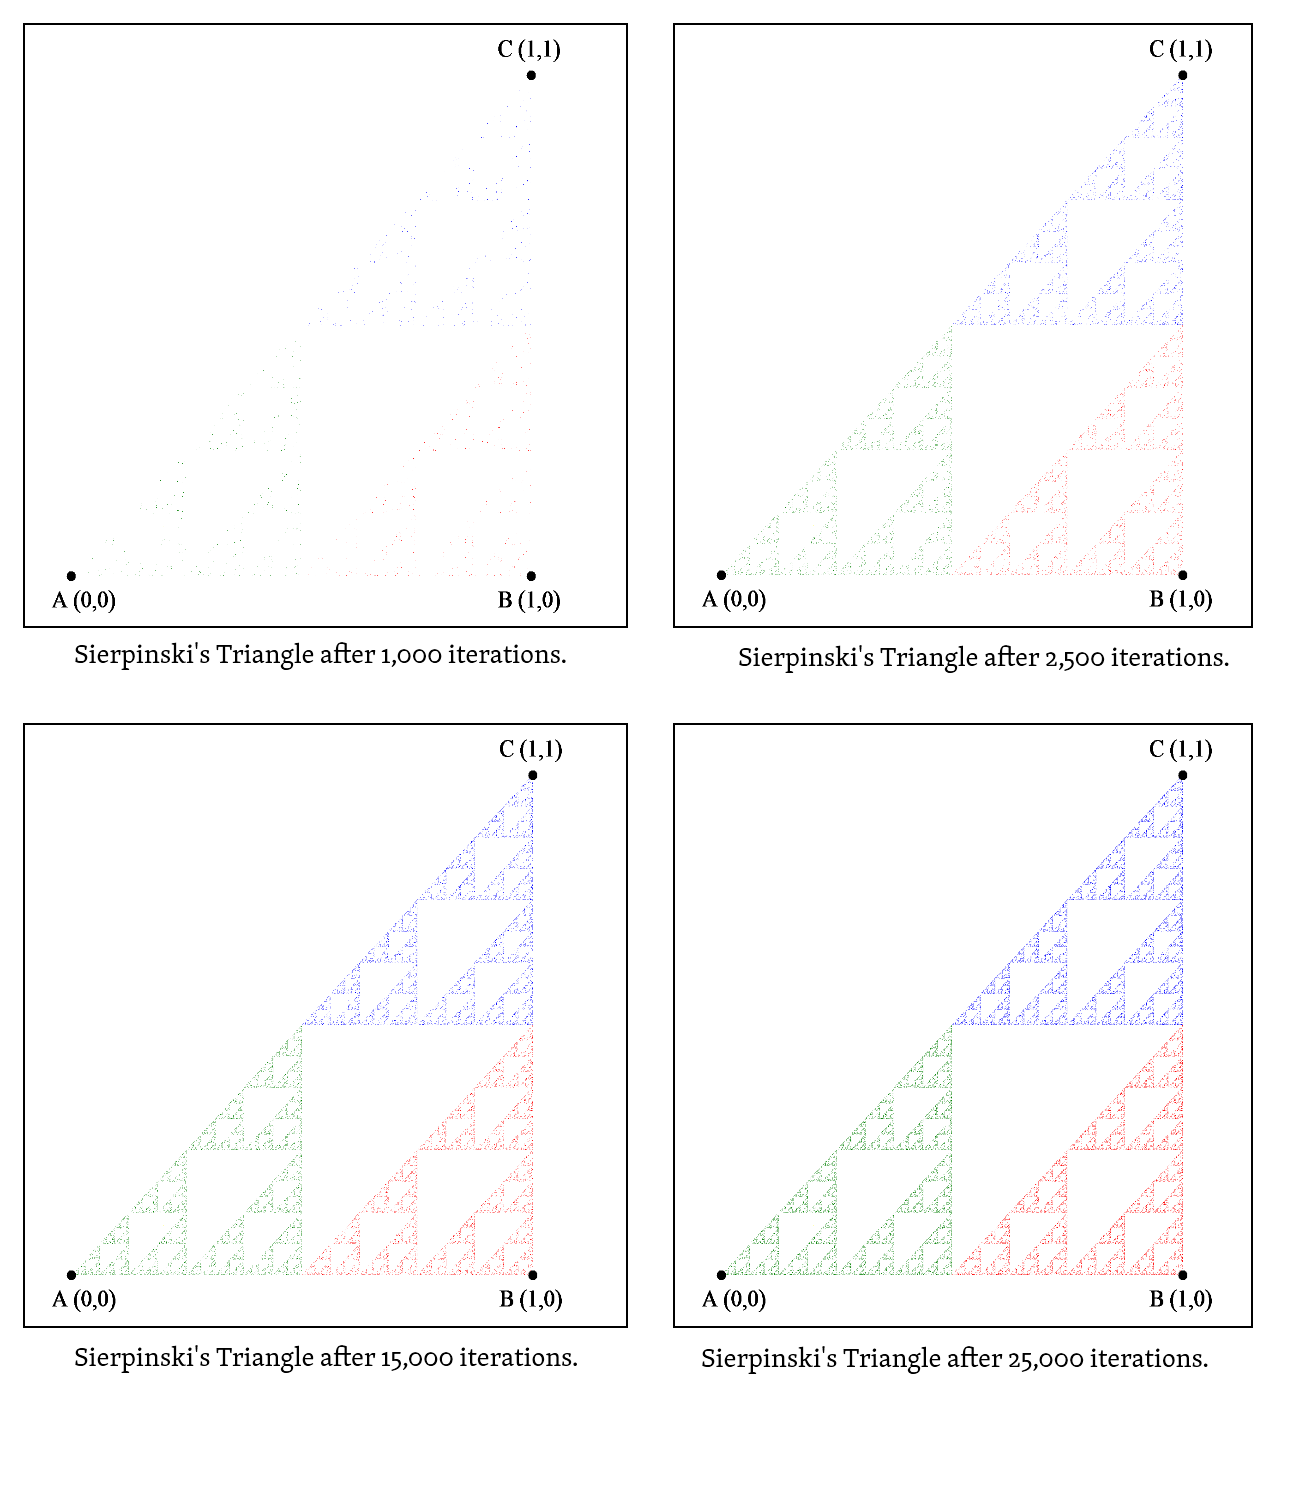 C (1,1)
A (0,0)
B (1,0)
Sierpinski's Triangle after 1,000 iterations.
C (1,1)
A (0,0)
B (1,0)
Sierpinski's Triangle after 2,500 iterations.
C (1,1)
A (0,0)
B (1,0)
Sierpinski's Triangle after 15,000 iterations.
C (1,1)
A (0,0)
B (1,0)
Sierpinski's Triangle after 25,000 iterations.